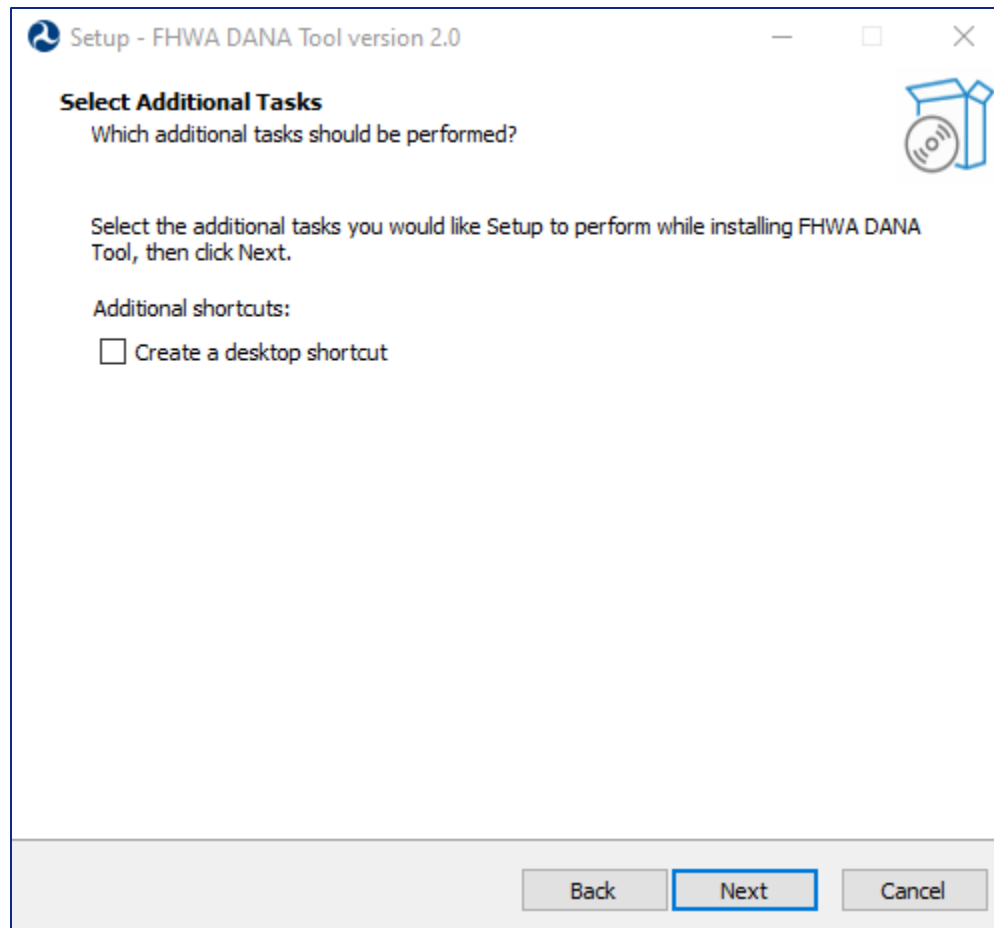 Setup - FHWA DANA Tool version 2.0
Select Additional Tasks
Which additional tasks should be performed?
Select the additional tasks you would like Setup to perform while installing FHWA DANA
Tool, then click Next.
Additional shortcuts:
Create a desktop shortcut
Back Next Cancel